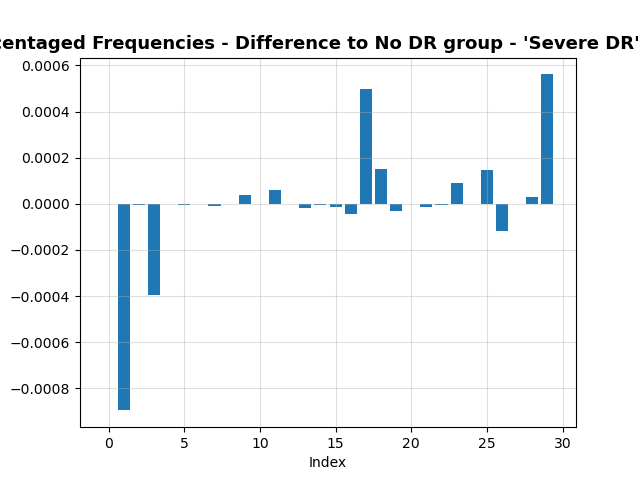 centaged Frequencies - Difference to No DR group - 'Severe DR'
0.0006
0.0004
0.0002
0.0000
−0.0002
−0.0004
−0.0006
−0.0008
0 5 10 15 20 25 30
Index